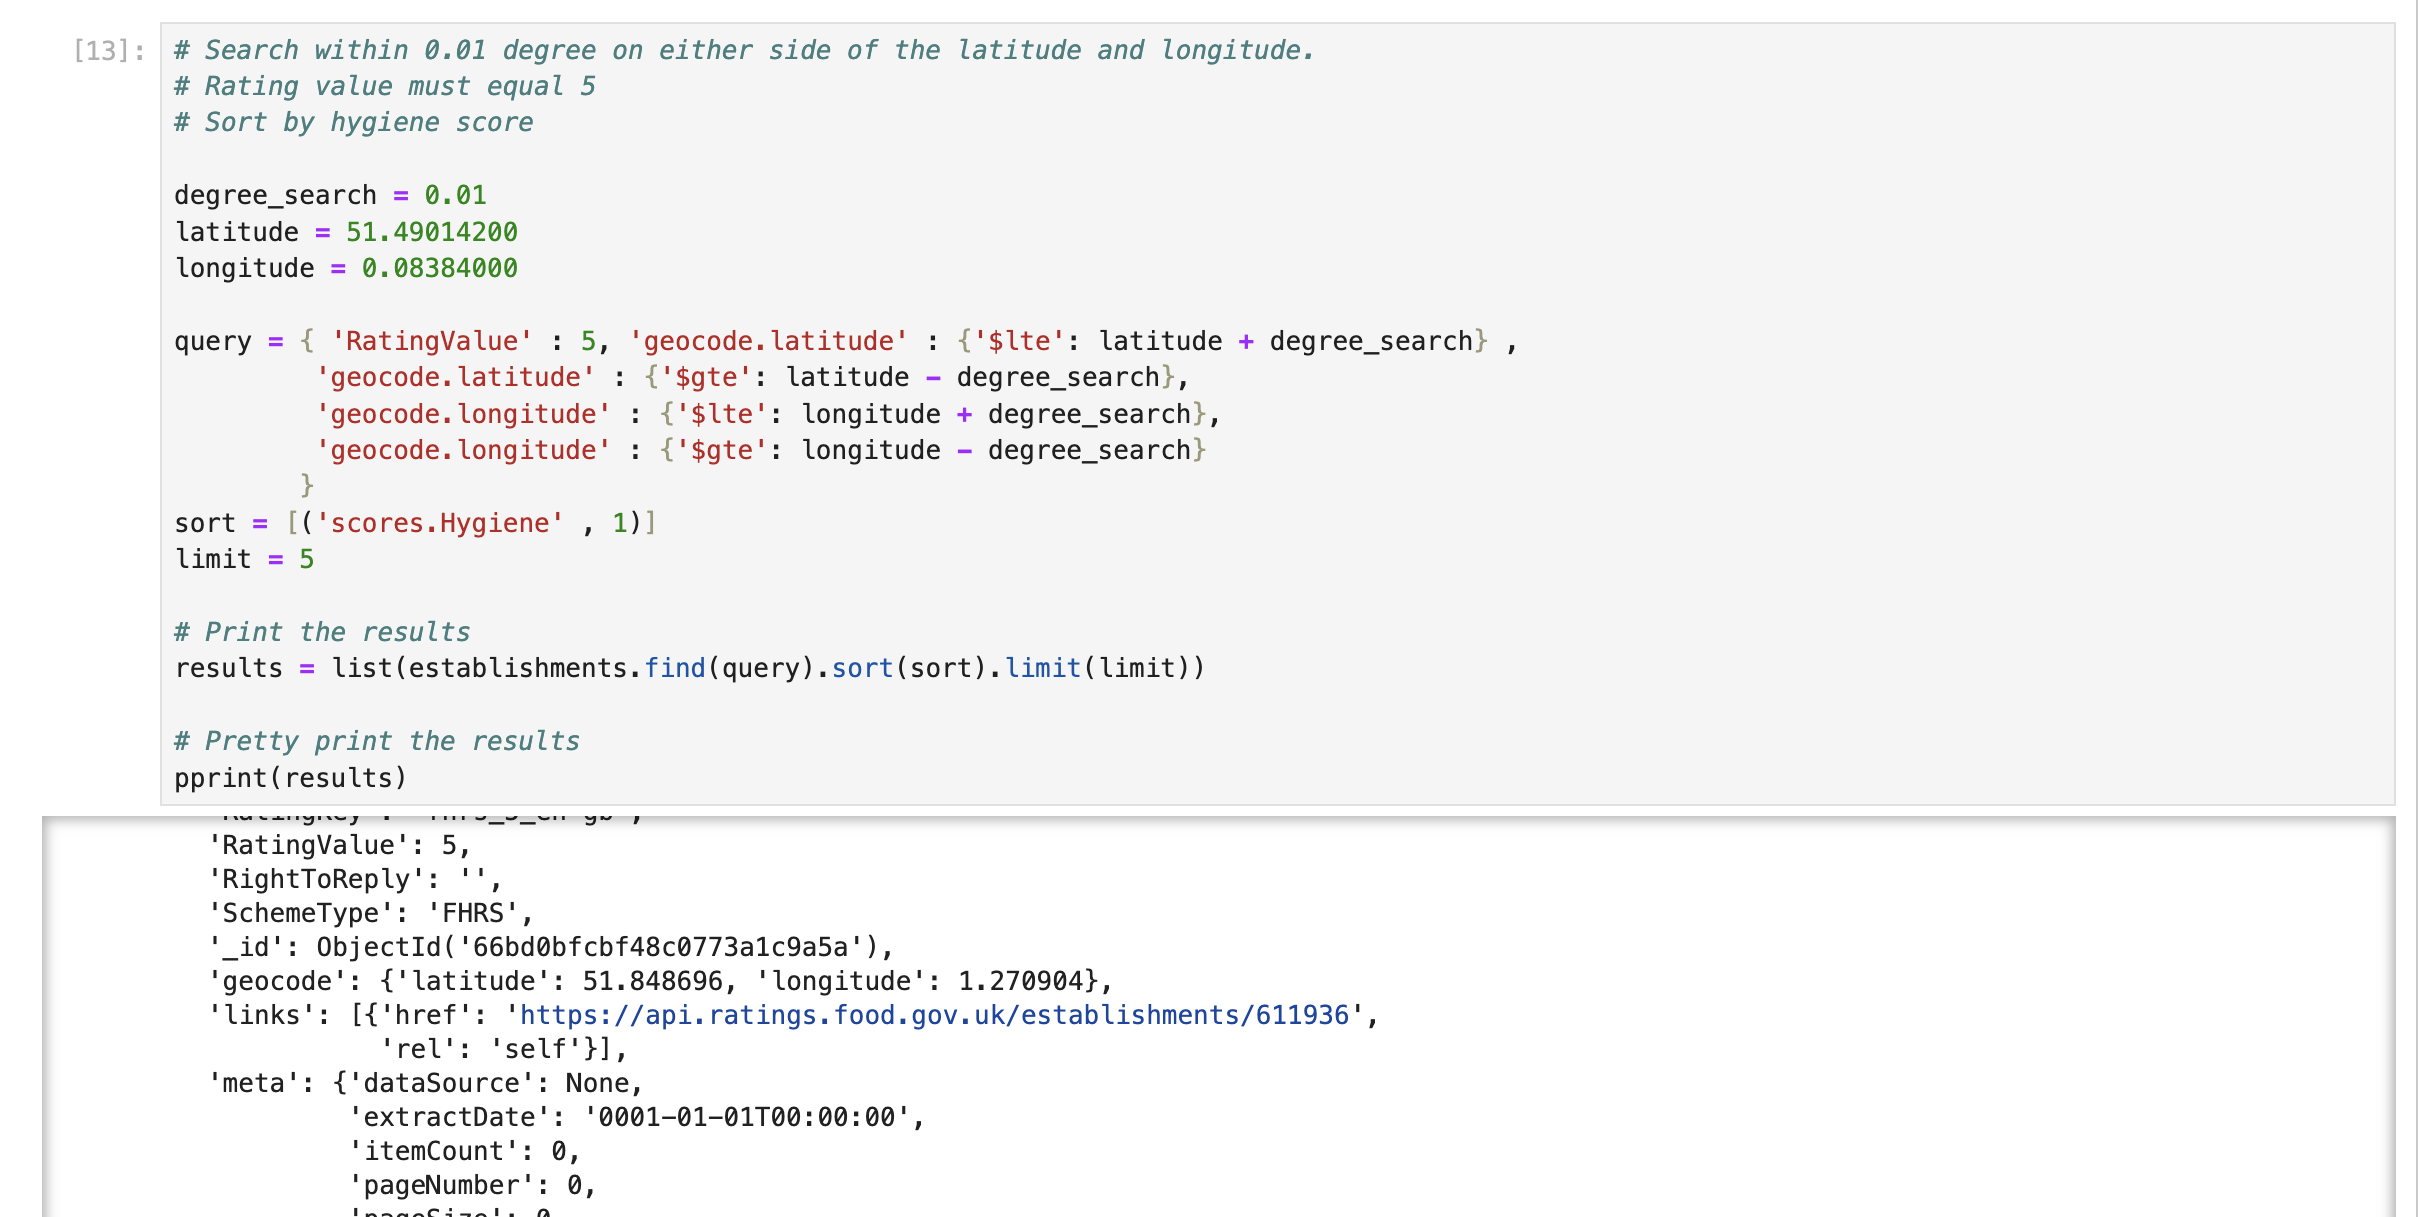 [13]:
# Search within 0.01 degree on either side of the latitude and longitude.
# Rating value must equal 5
# Sort by hygiene score
degree_search = 0.01
latitude = 51.49014200
longitude = 0.08384000
query = { 'RatingValue' : 5, 'geocode.latitude' : {'$lte': latitude + degree_search} ,
'geocode.latitude' : {'$gte': latitude - degree_search},
'geocode.longitude' : {'$lte': longitude + degree_search},
'geocode.longitude' : {'$gte': longitude - degree_search}
}
sort = [('scores.Hygiene' , 1)]
limit = 5
# Print the results
results = list(establishments.find(query).sort(sort).limit(limit))
# Pretty print the results
pprint(results)
'RatingValue': 5,
'RightToReply': '',
'SchemeType': 'FHRS',
'_id': ObjectId('66bd0bfcbf48c0773a1c9a5a'),
'geocode': {'latitude': 51.848696, 'longitude': 1.270904},
'links': [{'href': 'https://api.ratings.food.gov.uk/establishments/611936',
'rel': 'self'}],
'meta': {'dataSource': None,
'extractDate': '0001-01-01T00:00:00',
'itemCount': 0,
'pageNumber': 0,